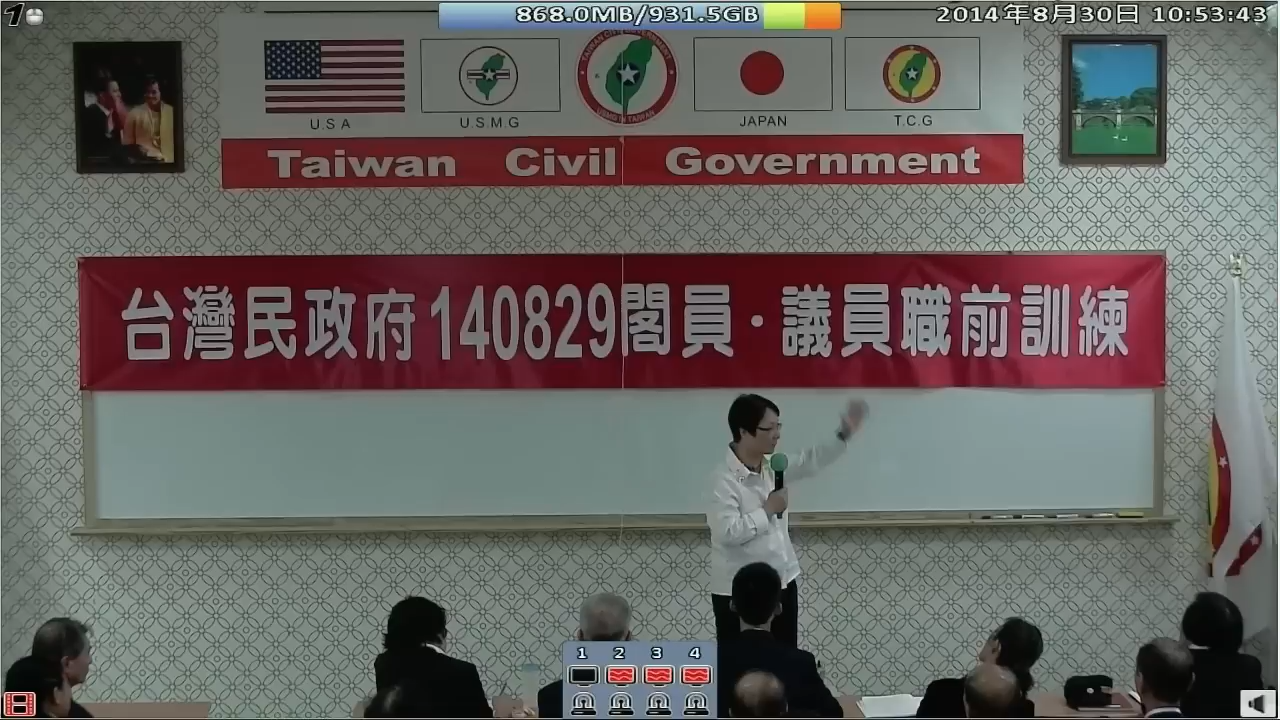 1
868.0MB/931.5GB
2014年8月30日 10:53:43
U.S.A
U.S.M.G
JAPAN
T.C.G
Taiwan Civil Government
台灣民政府140829閣員·議員職前訓練
1 2 3 4